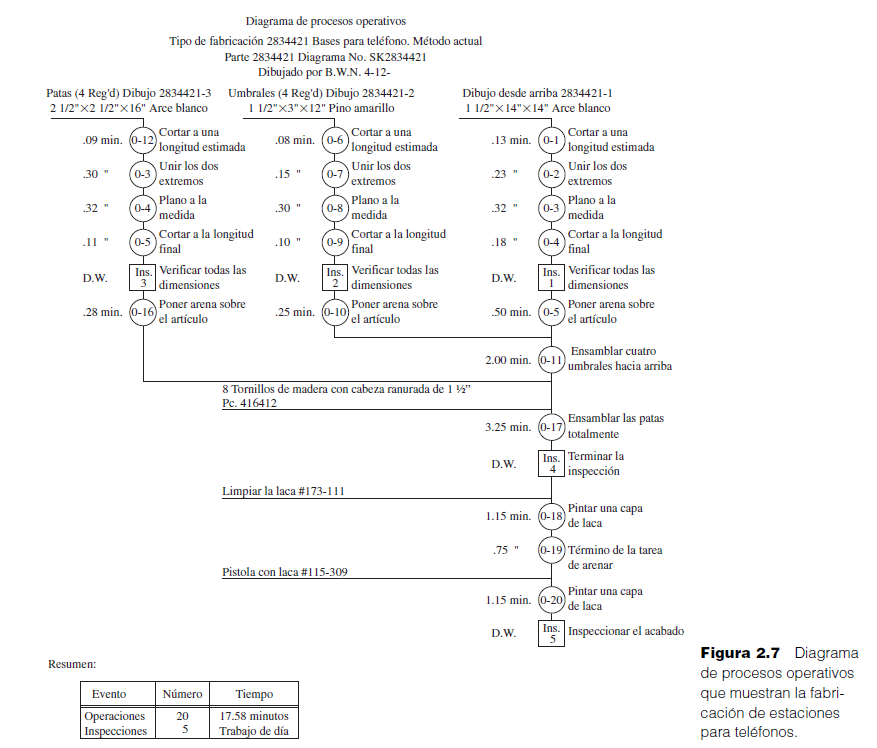 Diagrama de procesos operativos
Tipo de fabricación 2834421 Bases para teléfono. Método actual
Parte 2834421 Diagrama No. SK2834421
Dibujado por B.W.N. 4-12-
Patas (4 Reg'd) Dibujo 2834421-3
2 1/2"×2 1/2"×16" Arce blanco
.09 min. 0-12 Cortar a una
longitud estimada
.30 " 0-3 Unir los dos
extremos
.32 " 0-4 Plano a la
medida
.11 " 0-5 Cortar a la longitud
final
D.W. Ins. 3 Verificar todas las
dimensiones
.28 min. 0-16 Poner arena sobre
el artículo
Umbrales (4 Reg'd) Dibujo 2834421-2
1 1/2"×3"×12" Pino amarillo
.08 min. 0-6 Cortar a una
longitud estimada
.15 " 0-7 Unir los dos
extremos
.30 " 0-8 Plano a la
medida
.10 " 0-9 Cortar a la longitud
final
D.W. Ins. 2 Verificar todas las
dimensiones
.25 min. 0-10 Poner arena sobre
el artículo
Dibujo desde arriba 2834421-1
1 1/2"×14"×14" Arce blanco
.13 min. 0-1 Cortar a una
longitud estimada
.23 " 0-2 Unir los dos
extremos
.32 " 0-3 Plano a la
medida
.18 " 0-4 Cortar a la longitud
final
D.W. Ins. 1 Verificar todas las
dimensiones
.50 min. 0-5 Poner arena sobre
el artículo
2.00 min. 0-11 Ensamblar cuatro
umbrales hacia arriba
8 Tornillos de madera con cabeza ranurada de 1 ½”
Pc. 416412
3.25 min. 0-17 Ensamblar las patas
totalmente
D.W. Ins. 4 Terminar la
inspección
Limpiar la laca #173-111
1.15 min. 0-18 Pintar una capa
de laca
.75 " 0-19 Término de la tarea
de arenar
Pistola con laca #115-309
1.15 min. 0-20 Pintar una capa
de laca
D.W. Ins. 5 Inspeccionar el acabado
Resumen:
Evento Número Tiempo
Operaciones 20 17.58 minutos
Inspecciones 5 Trabajo de día
Figura 2.7 Diagrama
de procesos operativos
que muestran la fabri-
cación de estaciones
para teléfonos.